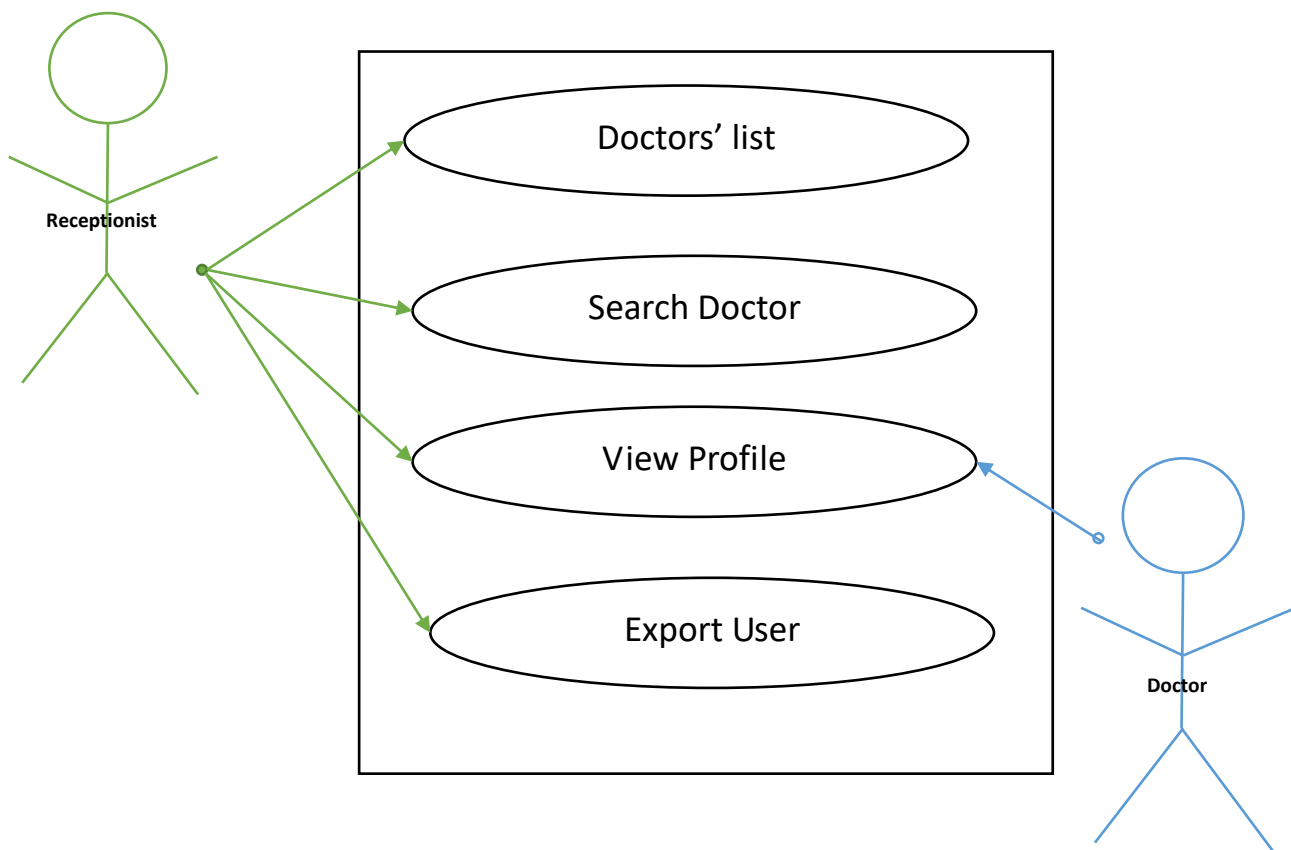 Doctors’ list
Receptionist
Search Doctor
View Profile
Export User
Doctor